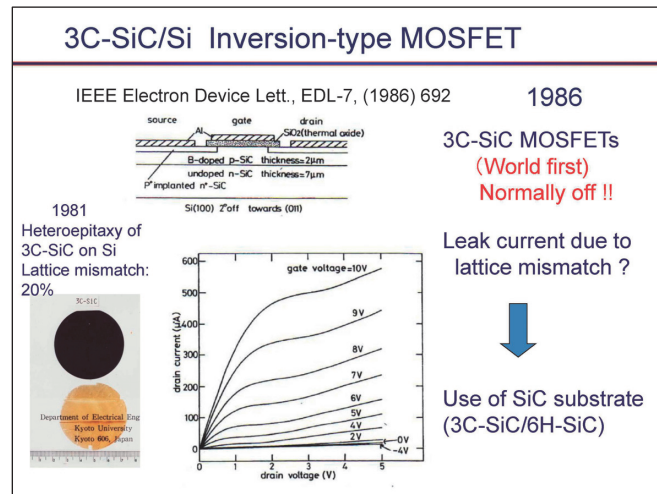 3C-SiC/Si Inversion-type MOSFET
IEEE Electron Device Lett., EDL-7, (1986) 692
1986
source
gate
drain
Al
SiO₂(thermal oxide)
B-doped p-SiC thickness=2μm
undoped n-SiC thickness=7μm
P⁺implanted n⁺-SiC
Si(100) 2°off towards (011)
3C-SiC MOSFETs
(World first)
Normally off !!
1981
Heteroepitaxy of
3C-SiC on Si
Lattice mismatch:
20%
3C-SiC
Department of Electrical Eng
Kyoto University
Kyoto 606, Japan
Leak current due to
lattice mismatch ?
Use of SiC substrate
(3C-SiC/6H-SiC)
drain current (μA)
600
500
400
300
200
100
0
gate voltage=10V
9V
8V
7V
6V
5V
4V
2V
0V
-4V
0 1 2 3 4 5
drain voltage (V)